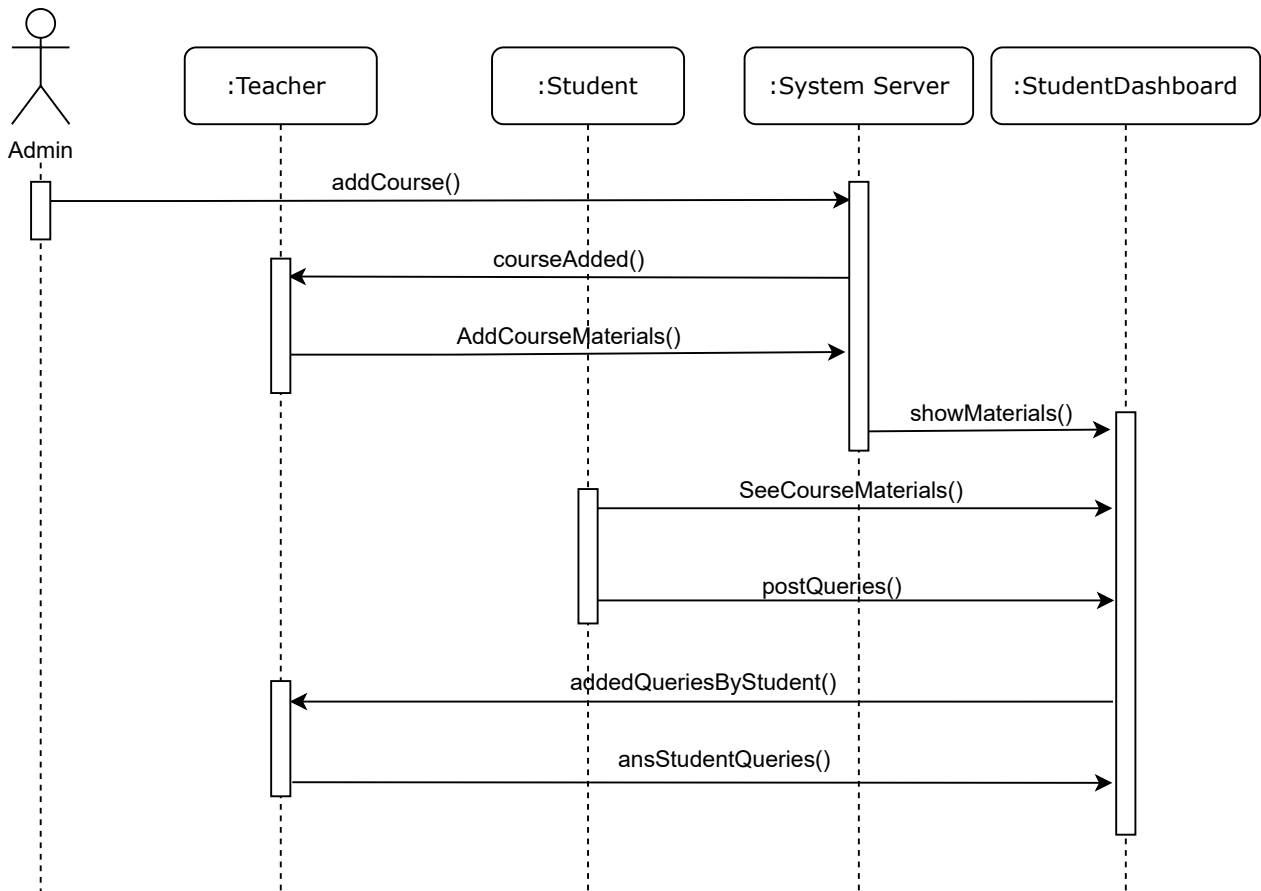 :Teacher
:Student
:System Server
:StudentDashboard
Admin
addCourse()
courseAdded()
AddCourseMaterials()
showMaterials()
SeeCourseMaterials()
postQueries()
addedQueriesByStudent()
ansStudentQueries()